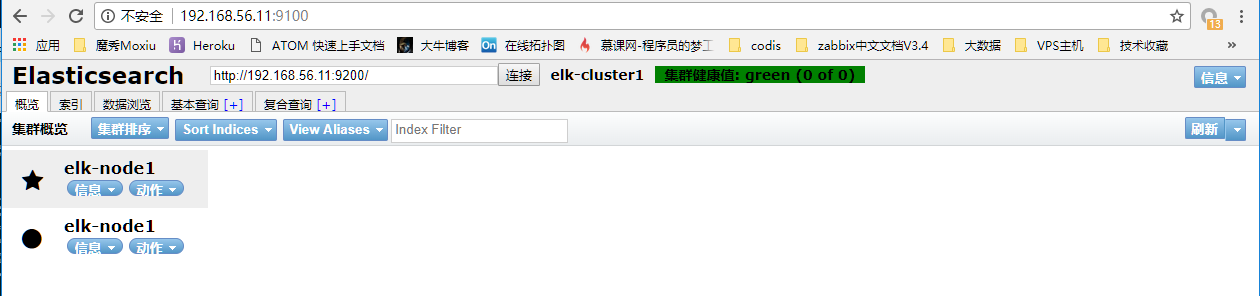 不安全 192.168.56.11:9100
应用 魔秀Moxiu Heroku ATOM 快速上手文档 大牛博客 On 在线拓扑图 慕课网-程序员的梦工 codis zabbix中文文档V3.4 大数据 VPS主机 技术收藏 »
13
Elasticsearch http://192.168.56.11:9200/ 连接 elk-cluster1 集群健康值: green (0 of 0) 信息
概览 索引 数据浏览 基本查询 [+] 复合查询 [+]
集群概览 集群排序 Sort Indices View Aliases Index Filter 刷新
elk-node1
信息 动作
elk-node1
信息 动作